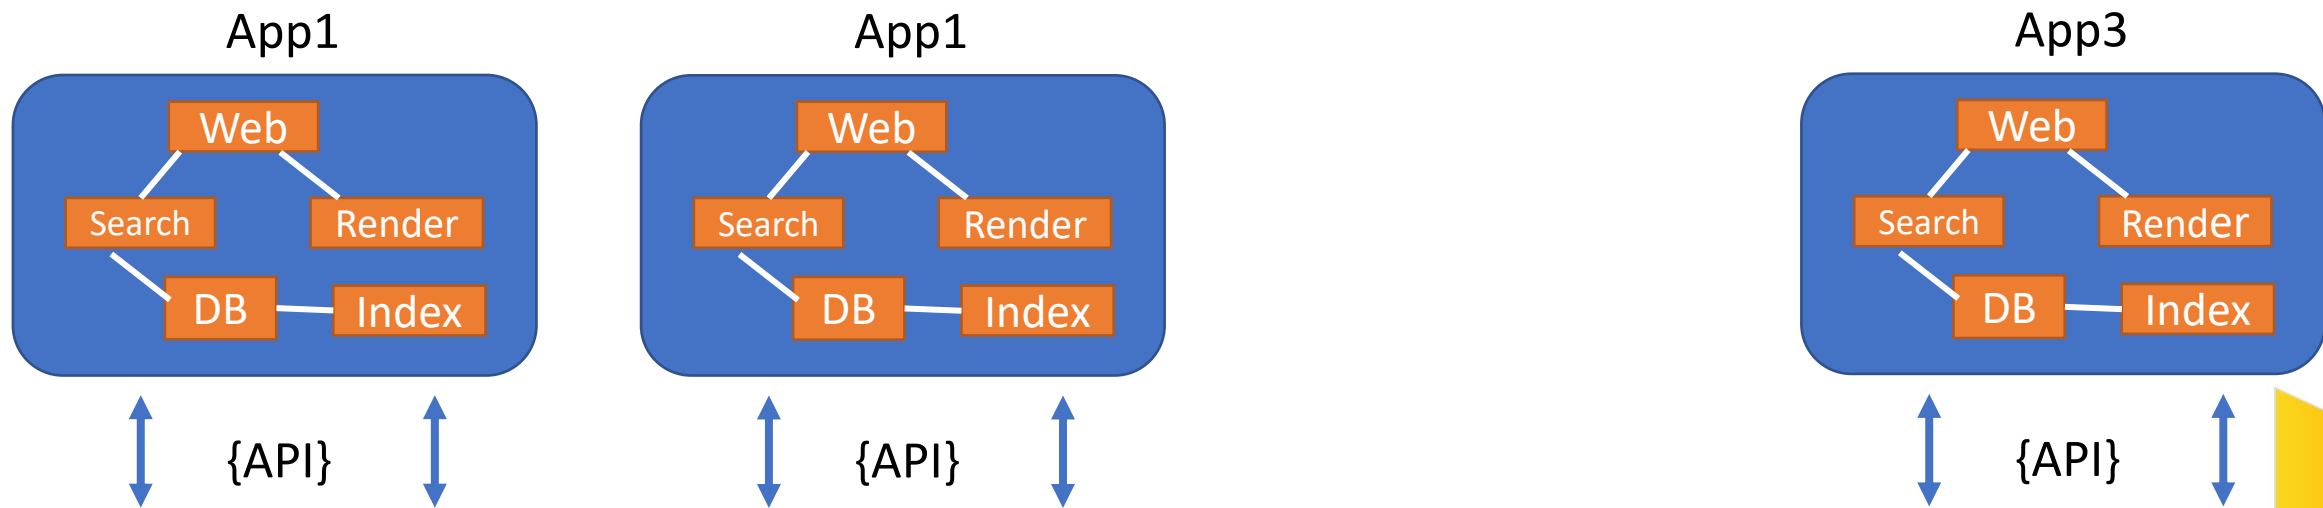 App1
Web
Search
Render
DB
Index
{API}
App1
Web
Search
Render
DB
Index
{API}
App3
Web
Search
Render
DB
Index
{API}